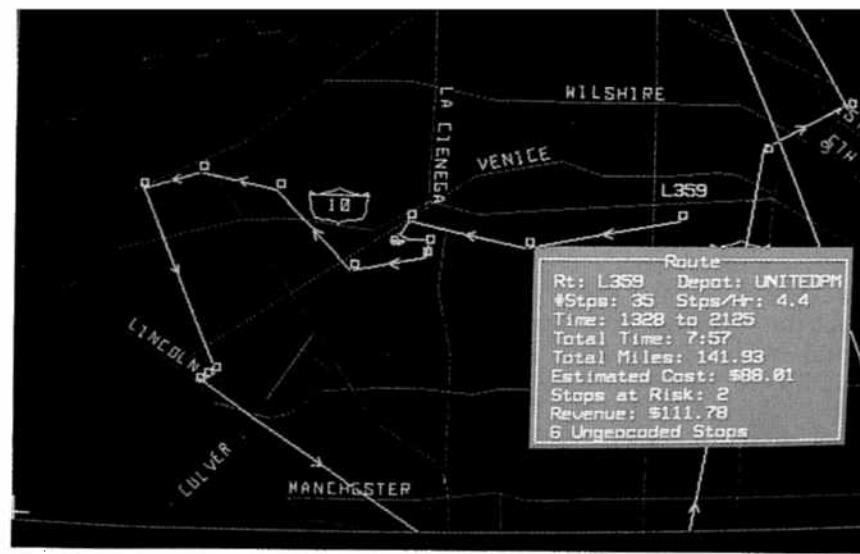 WILSHIRE
LA CIENEGA
VENICE
L359
10
LINCOLN
CULVER
MANCHESTER
Route
Rt: L359 Depot: UNITEDPM
#Stps: 35 Stps/Hr: 4.4
Time: 1328 to 2125
Total Time: 7:57
Total Miles: 141.93
Estimated Cost: $88.01
Stops at Risk: 2
Revenue: $111.78
6 Ungeocoded Stops